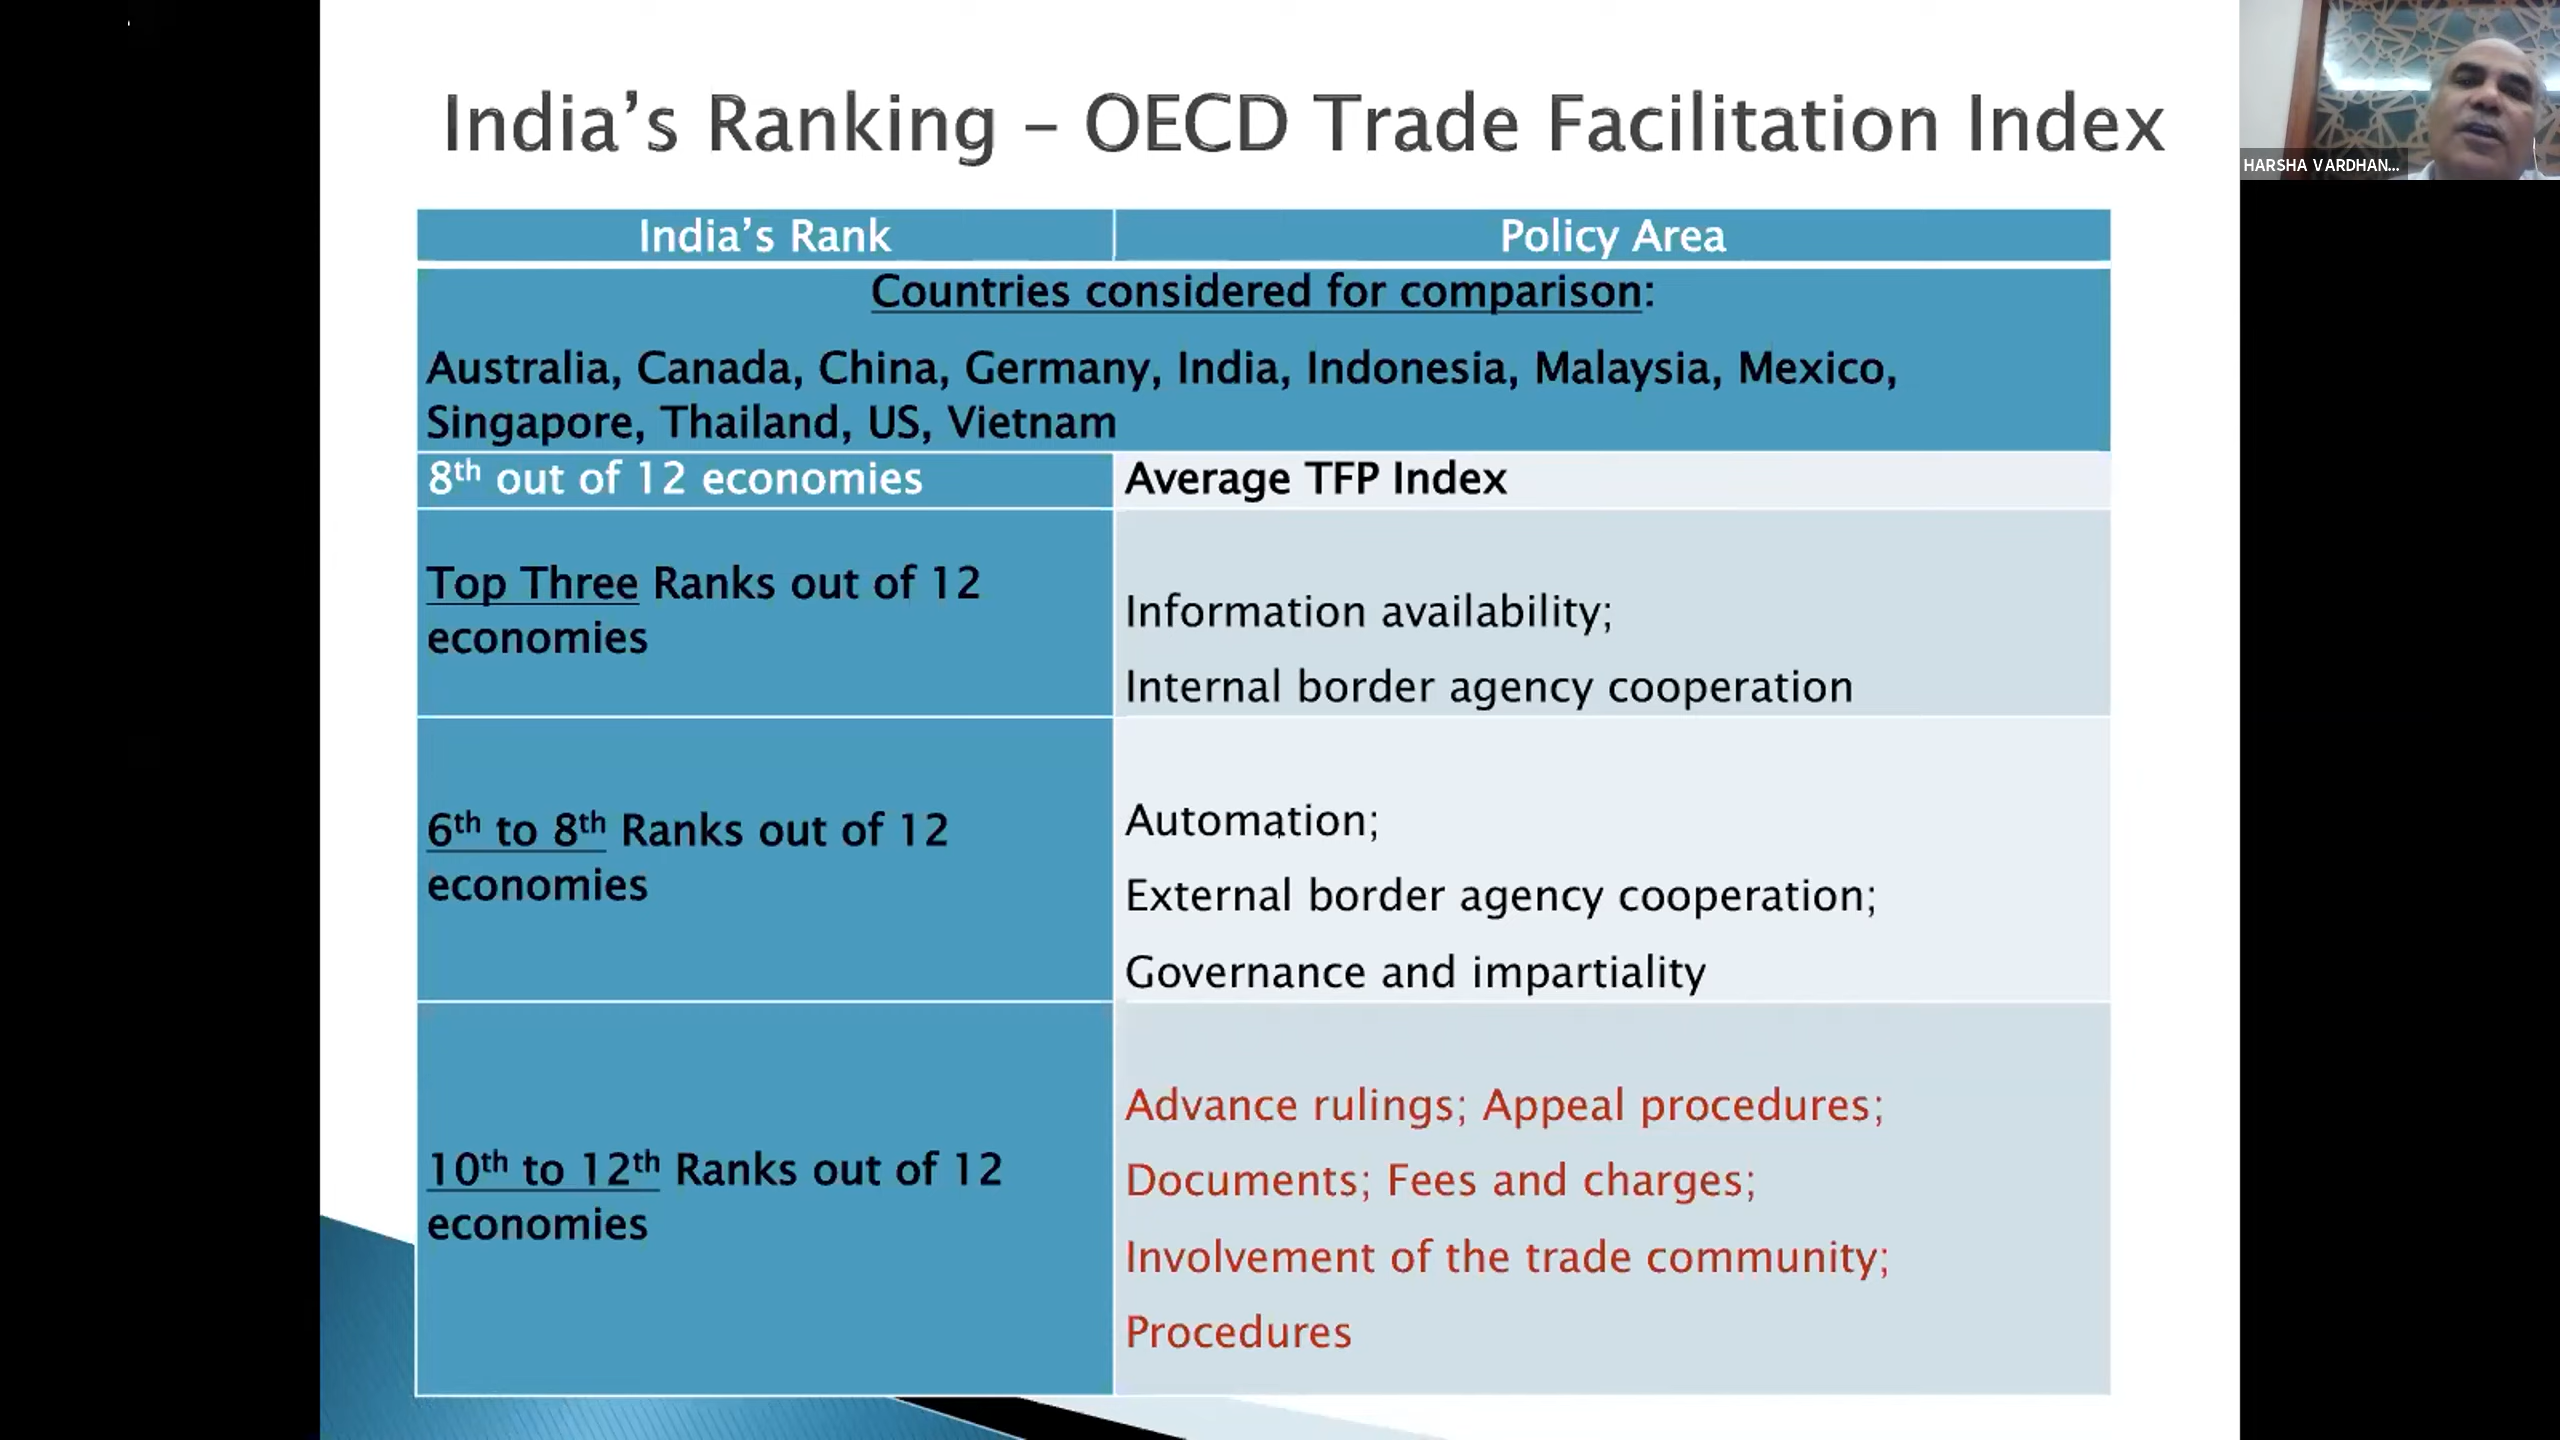 India's Ranking – OECD Trade Facilitation Index
HARSHA VARDHAN...
India's Rank
Policy Area
Countries considered for comparison:
Australia, Canada, China, Germany, India, Indonesia, Malaysia, Mexico,
Singapore, Thailand, US, Vietnam
8th out of 12 economies
Average TFP Index
Top Three Ranks out of 12
economies
Information availability;
Internal border agency cooperation
6th to 8th Ranks out of 12
economies
Automation;
External border agency cooperation;
Governance and impartiality
10th to 12th Ranks out of 12
economies
Advance rulings; Appeal procedures;
Documents; Fees and charges;
Involvement of the trade community;
Procedures